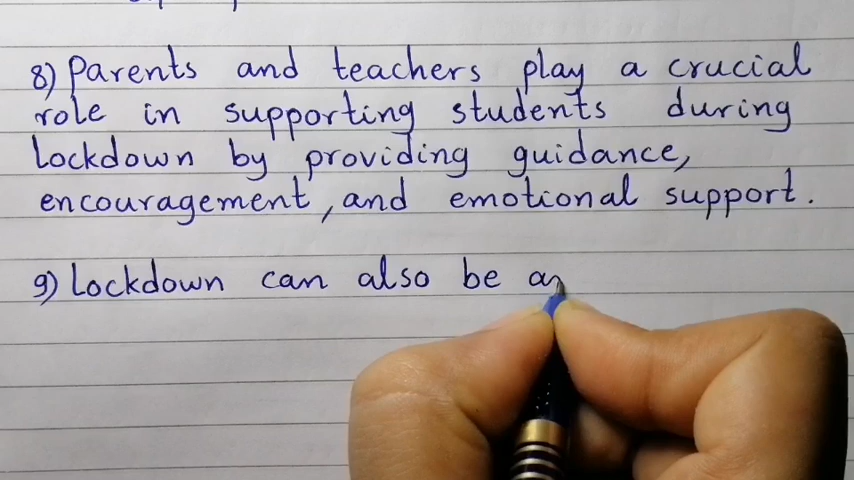 8) Parents and teachers play a crucial
role in supporting students during
Lockdown by providing guidance,
encouragement, and emotional support.
9) Lockdown can also be an